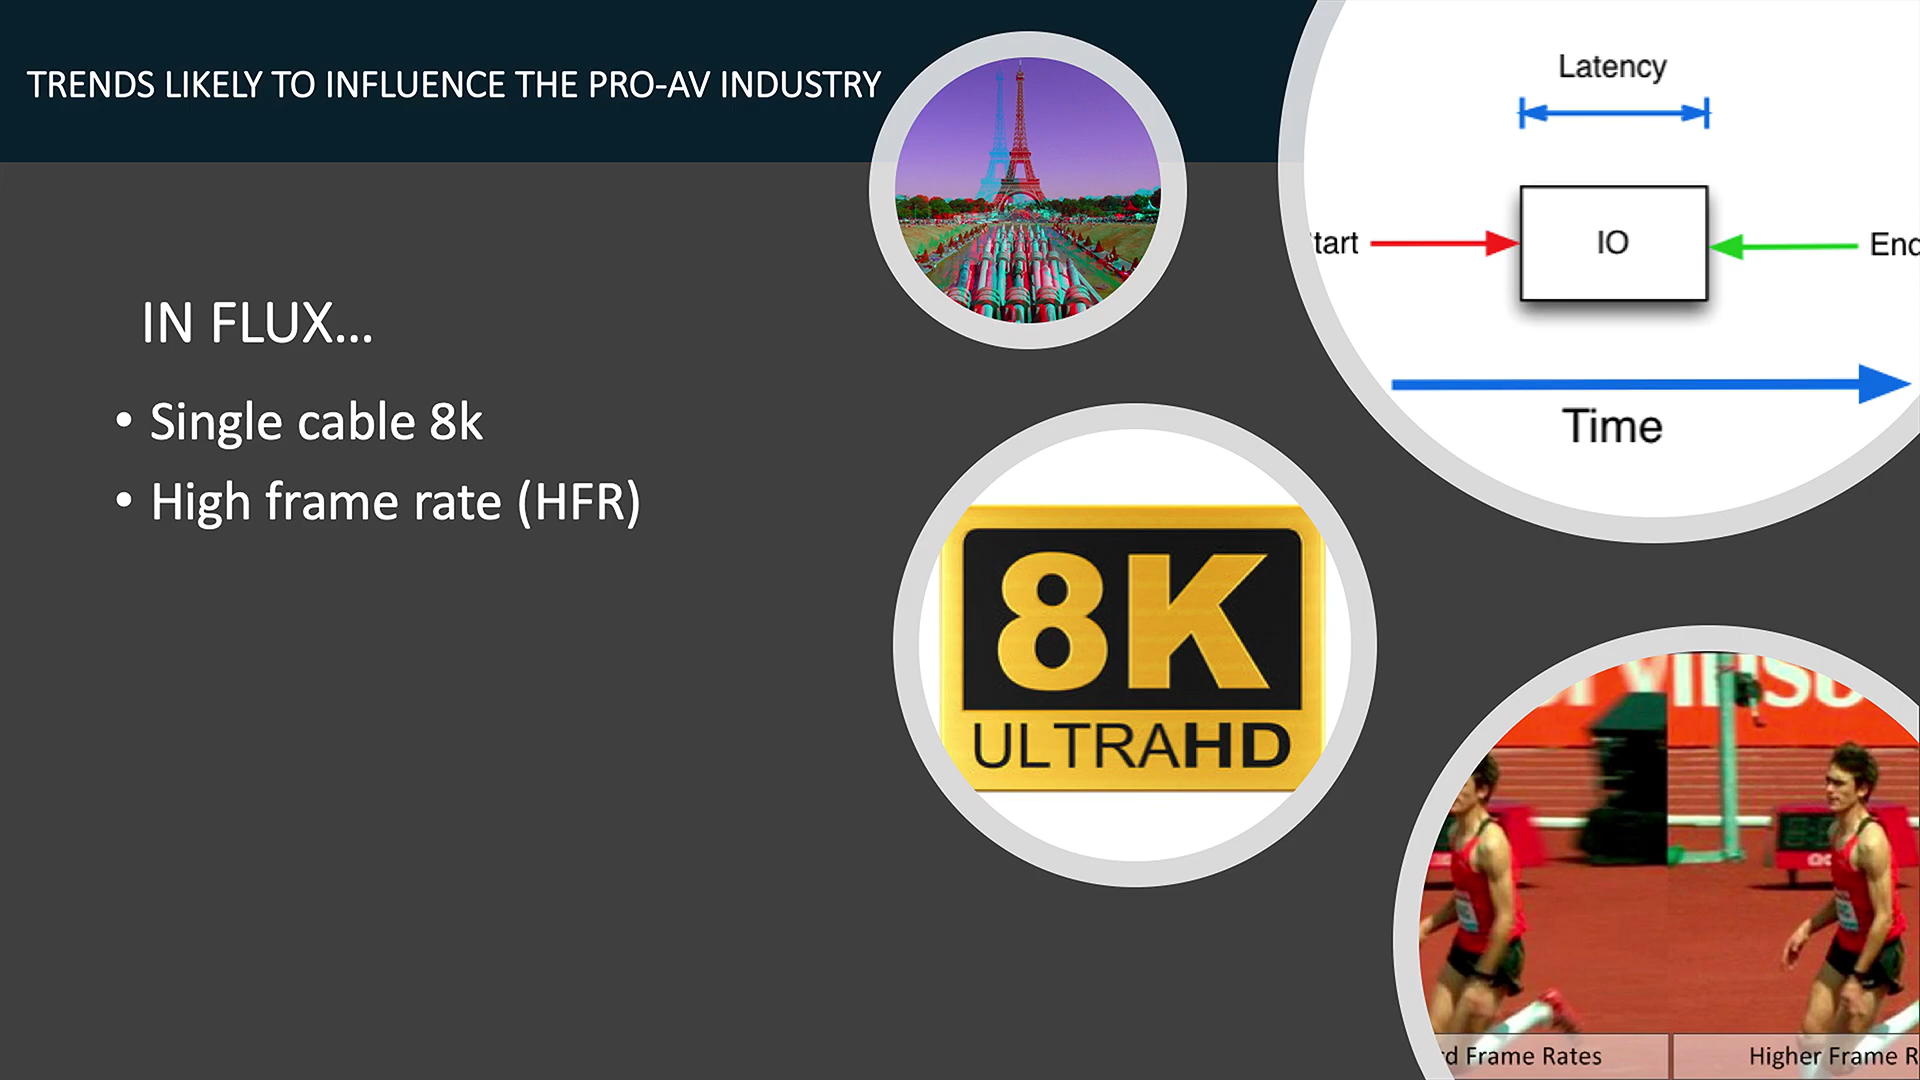 TRENDS LIKELY TO INFLUENCE THE PRO-AV INDUSTRY
IN FLUX...
• Single cable 8k
• High frame rate (HFR)
Latency
tart
IO
End
Time
8K
ULTRAHD
d Frame Rates
Higher Frame R